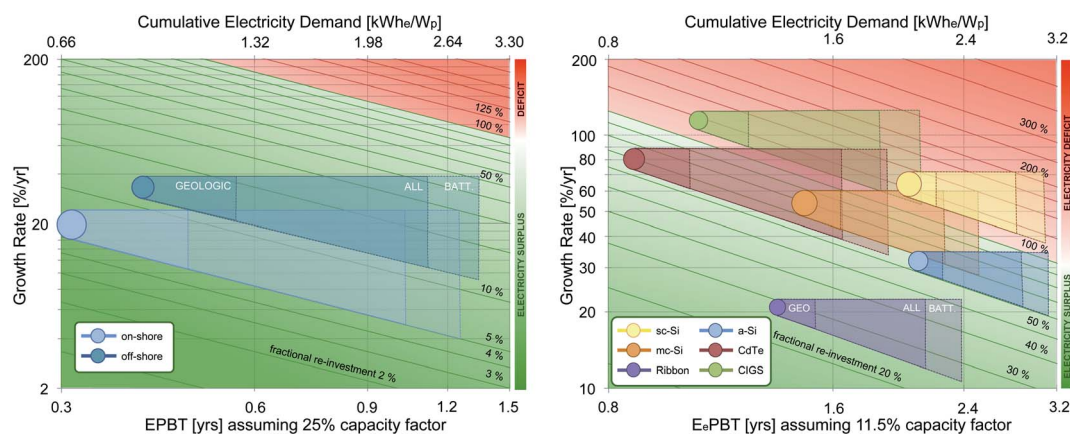 Cumulative Electricity Demand [kWhe/Wp]
0.66 1.32 1.98 2.64 3.30
200
20
2
Growth Rate [%/yr]
125 %
100 %
50 %
10 %
5 %
4 %
3 %
fractional re-investment 2 %
GEOLOGIC ALL BATT.
on-shore
off-shore
DEFICIT
ELECTRICITY SURPLUS
0.3 0.6 0.9 1.2 1.5
EPBT [yrs] assuming 25% capacity factor
Cumulative Electricity Demand [kWhe/Wp]
0.8 1.6 2.4 3.2
200
100
80
60
50
40
30
20
10
Growth Rate [%/yr]
300 %
200 %
100 %
50 %
40 %
30 %
fractional re-investment 20 %
GEO ALL BATT
sc-Si a-Si
mc-Si CdTe
Ribbon CIGS
ELECTRICITY DEFICIT
ELECTRICITY SURPLUS
0.8 1.6 2.4 3.2
EePBT [yrs] assuming 11.5% capacity factor